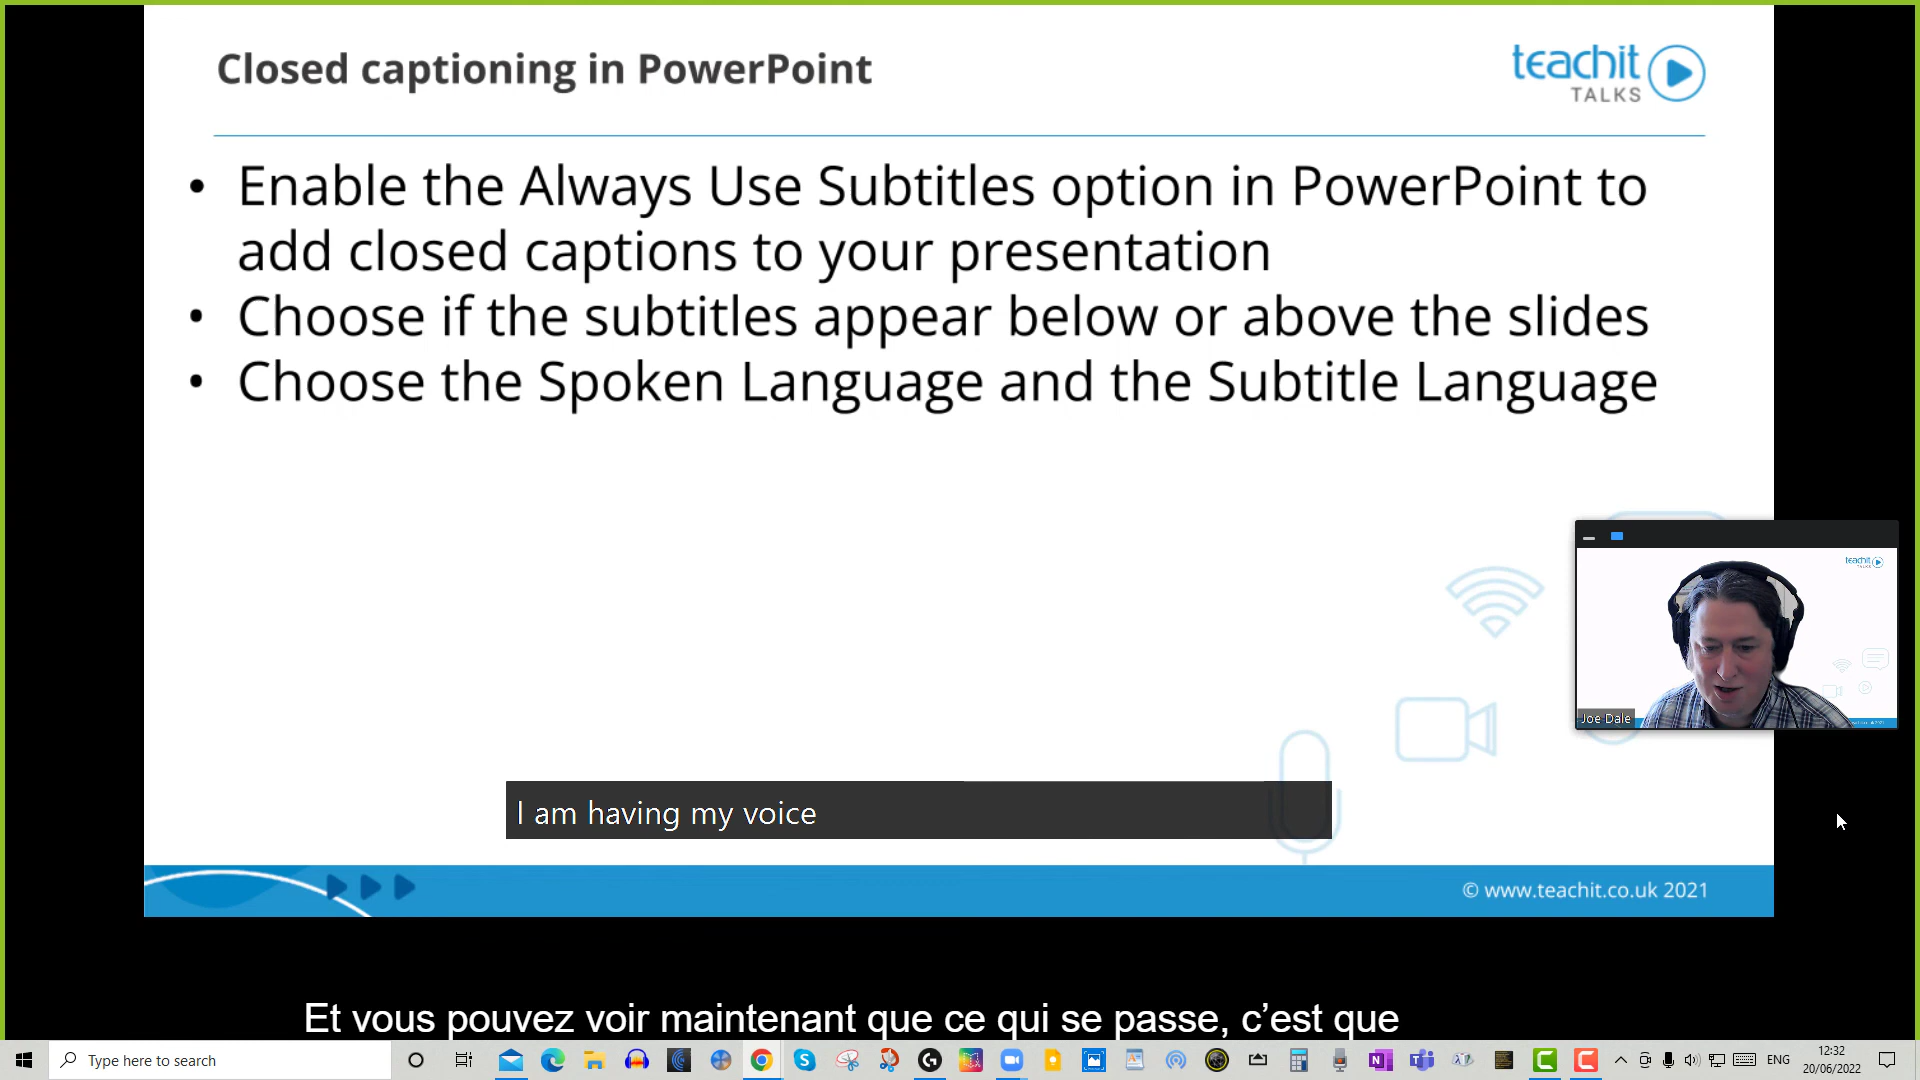 Closed captioning in PowerPoint
teachit
TALKS
• Enable the Always Use Subtitles option in PowerPoint to
add closed captions to your presentation
• Choose if the subtitles appear below or above the slides
• Choose the Spoken Language and the Subtitle Language
teachit
TALKS
Joe Dale
I am having my voice
© www.teachit.co.uk 2021
Et vous pouvez voir maintenant que ce qui se passe, c’est que
Type here to search
ENG
12:32
20/06/2022